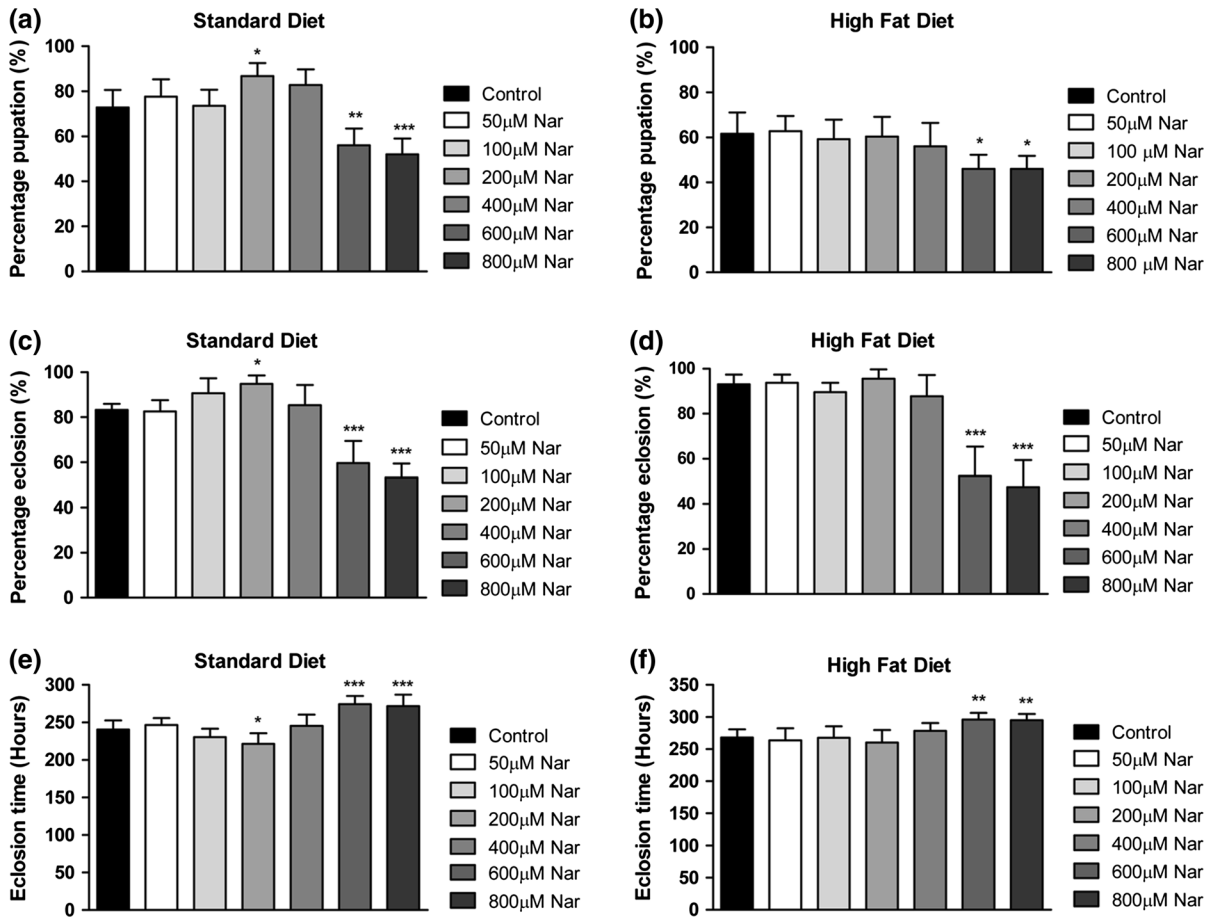 (a)
Standard Diet
Percentage pupation (%)
100
80
60
40
20
0
*
**
***
Control
50μM Nar
100μM Nar
200μM Nar
400μM Nar
600μM Nar
800μM Nar
(b)
High Fat Diet
Percentage pupation (%)
100
80
60
40
20
0
*
*
Control
50μM Nar
100 μM Nar
200μM Nar
400μM Nar
600μM Nar
800 μM Nar
(c)
Standard Diet
Percentage eclosion (%)
100
80
60
40
20
0
*
***
***
Control
50μM Nar
100μM Nar
200μM Nar
400μM Nar
600μM Nar
800μM Nar
(d)
High Fat Diet
Percentage eclosion (%)
100
80
60
40
20
0
***
***
Control
50μM Nar
100μM Nar
200μM Nar
400μM Nar
600μM Nar
800μM Nar
(e)
Standard Diet
Eclosion time (Hours)
300
250
200
150
100
50
0
*
***
***
Control
50μM Nar
100μM Nar
200μM Nar
400μM Nar
600μM Nar
800μM Nar
(f)
High Fat Diet
Eclosion time (Hours)
350
300
250
200
150
100
50
0
**
**
Control
50μM Nar
100μM Nar
200μM Nar
400μM Nar
600μM Nar
800μM Nar